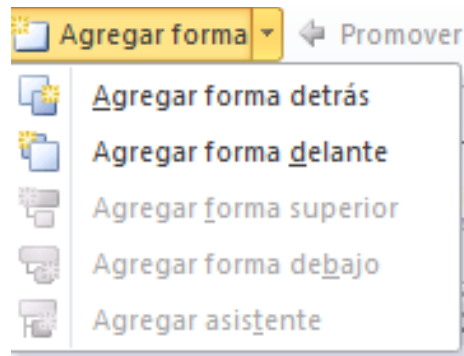 Agregar forma Promover
Agregar forma detrás
Agregar forma delante
Agregar forma superior
Agregar forma debajo
Agregar asistente